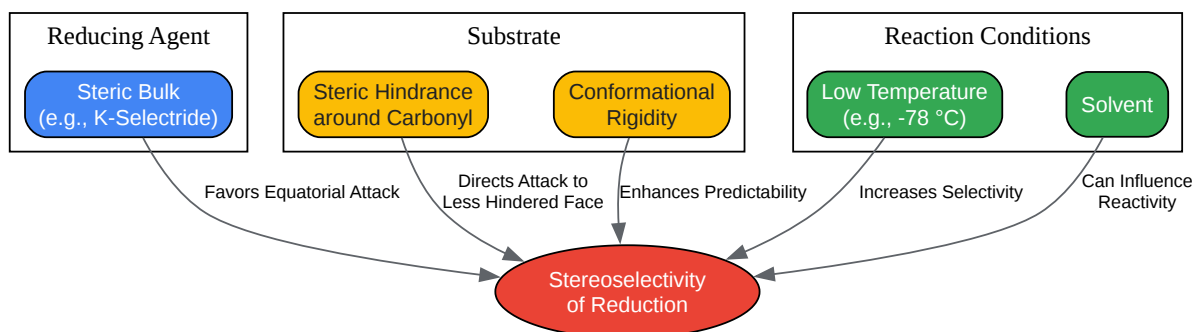 Reducing Agent
Substrate
Reaction Conditions
Steric Bulk
(e.g., K-Selectride)
Steric Hindrance
around Carbonyl
Conformational
Rigidity
Low Temperature
(e.g., -78 °C)
Solvent
Favors Equatorial Attack
Directs Attack to
Less Hindered Face
Enhances Predictability
Increases Selectivity
Can Influence
Reactivity
Stereoselectivity
of Reduction